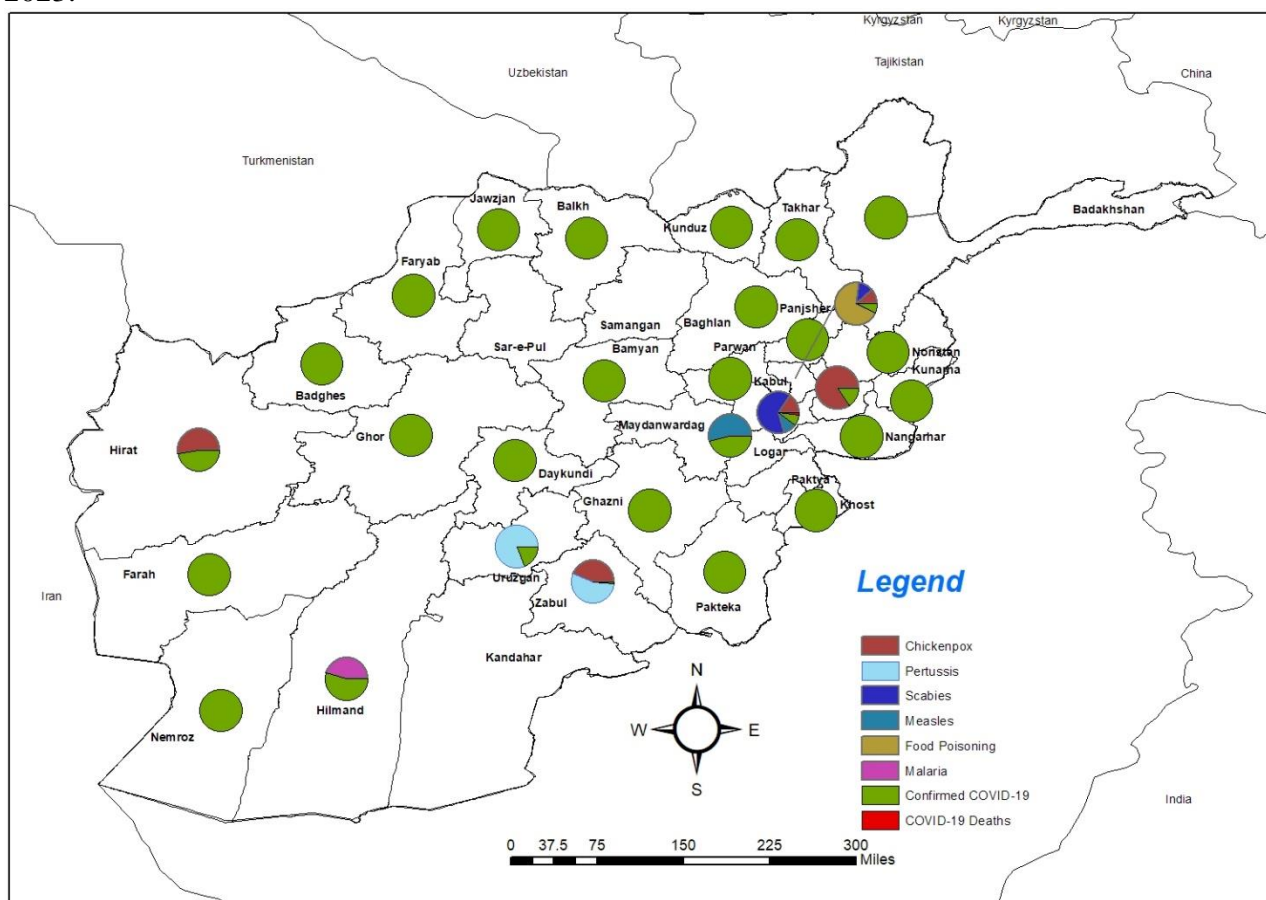 2023.
Kyrgyzstan
Kyrgyzstan
Tajikistan
Uzbekistan
China
Turkmenistan
Jawzjan
Balkh
Kunduz
Takhar
Badakhshan
Faryab
Panjsher
Baghlan
Samangan
Sar-e-Pul
Bamyan
Parwan
Noristan
Kunarha
Kabul
Badghes
Maydanwardag
Hirat
Ghor
Nangarhar
Logar
Daykundi
Paktya
Ghazni
Khost
Uruzgan
Farah
Zabul
Pakteka
Iran
Kandahar
Hilmand
Nemroz
India
N
W
E
S
Legend
Chickenpox
Pertussis
Scabies
Measles
Food Poisoning
Malaria
Confirmed COVID-19
COVID-19 Deaths
0 37.5 75 150 225 300
Miles